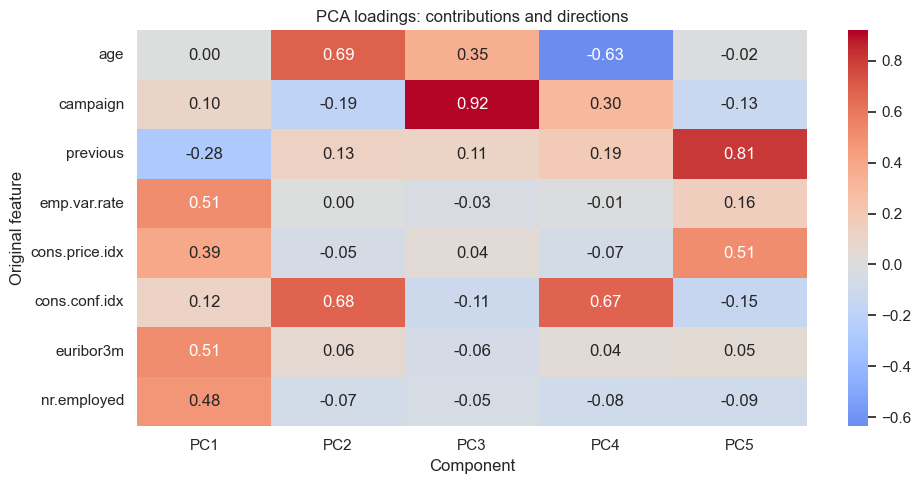 PCA loadings: contributions and directions
Original feature
age 0.00 0.69 0.35 -0.63 -0.02
campaign 0.10 -0.19 0.92 0.30 -0.13
previous -0.28 0.13 0.11 0.19 0.81
emp.var.rate 0.51 0.00 -0.03 -0.01 0.16
cons.price.idx 0.39 -0.05 0.04 -0.07 0.51
cons.conf.idx 0.12 0.68 -0.11 0.67 -0.15
euribor3m 0.51 0.06 -0.06 0.04 0.05
nr.employed 0.48 -0.07 -0.05 -0.08 -0.09
PC1 PC2 PC3 PC4 PC5
Component
0.8
0.6
0.4
0.2
0.0
−0.2
−0.4
−0.6